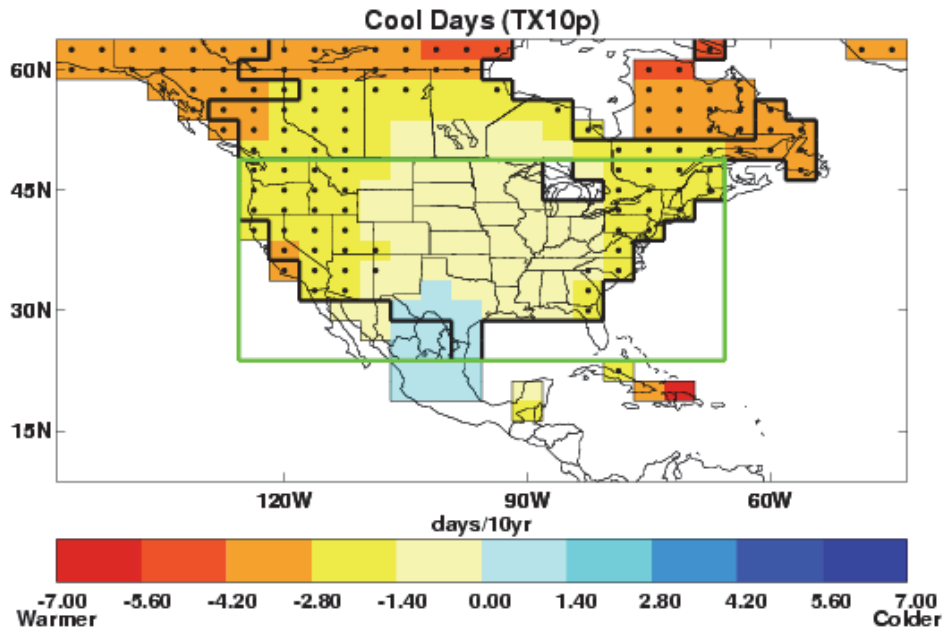 Cool Days (TX10p)
60N
45N
30N
15N
120W 90W 60W
days/10yr
-7.00 -5.60 -4.20 -2.80 -1.40 0.00 1.40 2.80 4.20 5.60 7.00
Warmer Colder